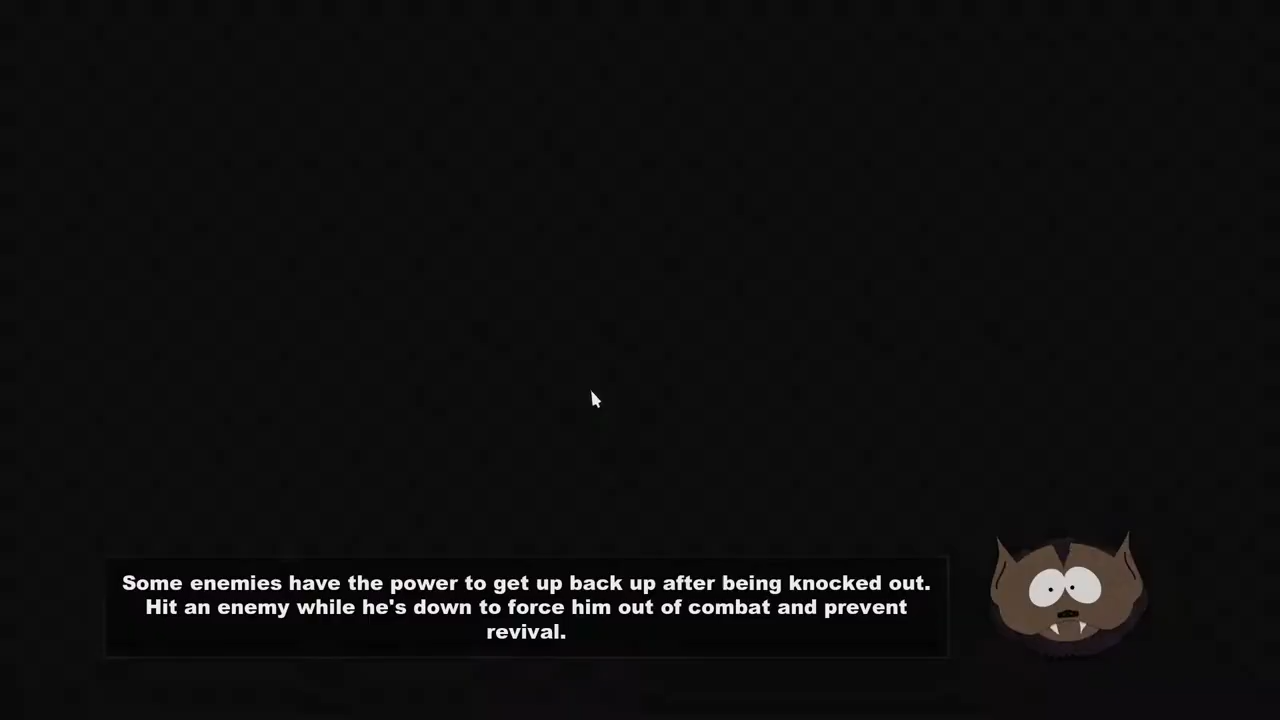 Some enemies have the power to get up back up after being knocked out.
Hit an enemy while he's down to force him out of combat and prevent
revival.